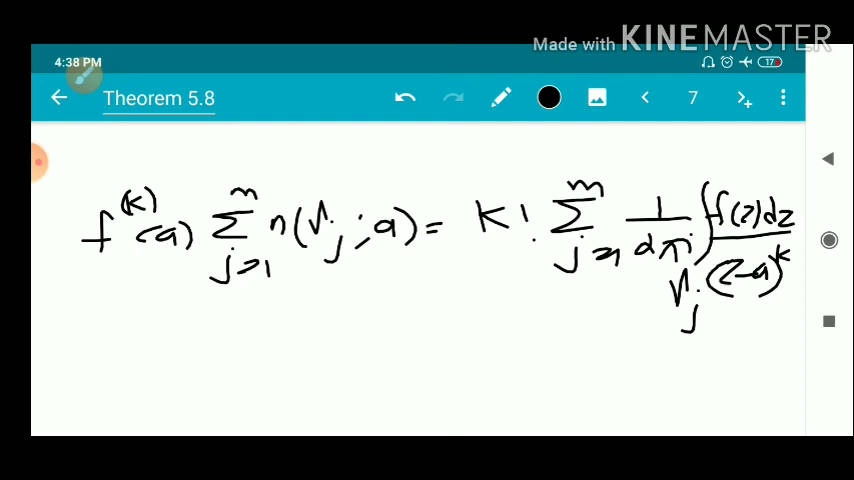 Made with KINEMASTER
4:38 PM 17
Theorem 5.8 7
f^(k)(a) Σ_{j=1}^{m} n(γ_j; a) = k! Σ_{j=1}^{m} 1/2πi ∫_{γ_j} f(z)dz/(z-a)^k